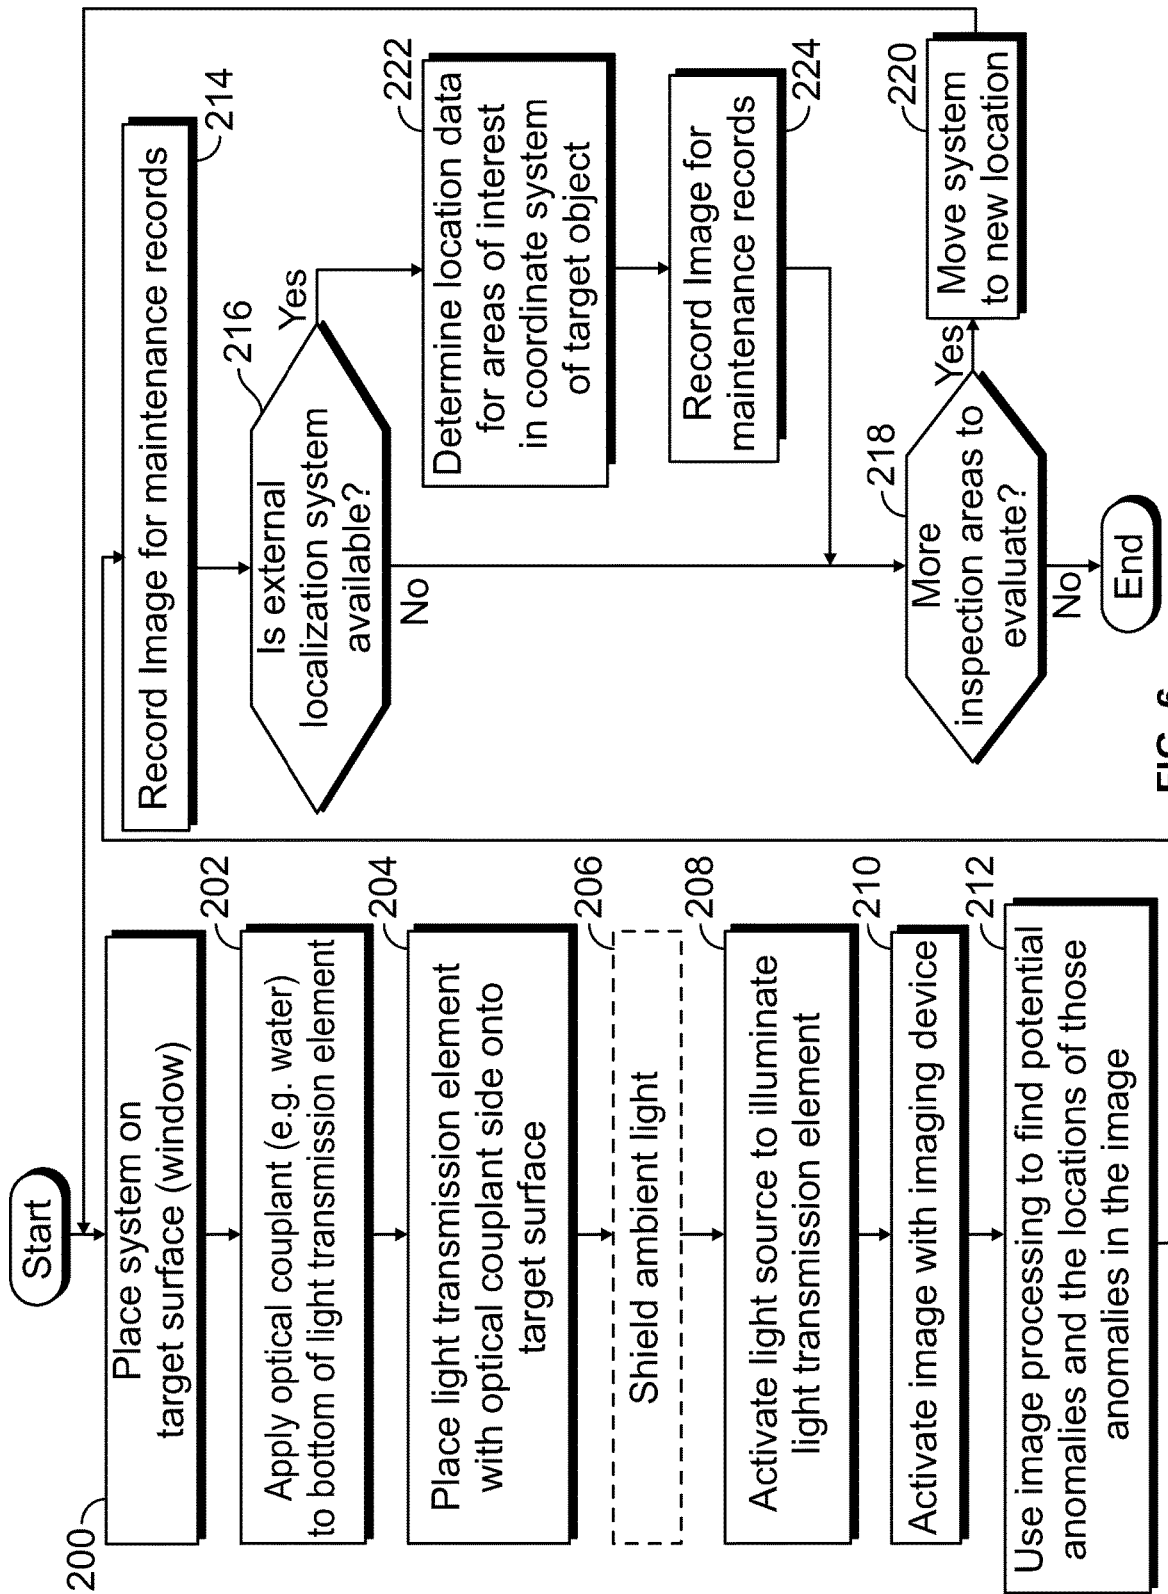 Start
200
Place system on
target surface (window)
202
Apply optical couplant (e.g. water)
to bottom of light transmission element
204
Place light transmission element
with optical couplant side onto
target surface
206
Shield ambient light
208
Activate light source to illuminate
light transmission element
210
Activate image with imaging device
212
Use image processing to find potential
anomalies and the locations of those
anomalies in the image
Record Image for maintenance records
214
216
Is external
localization system
available?
Yes
No
222
Determine location data
for areas of interest
in coordinate system
of target object
Record Image for
maintenance records
224
218
More
inspection areas to
evaluate?
Yes
No
220
Move system
to new location
End
FIG. 6